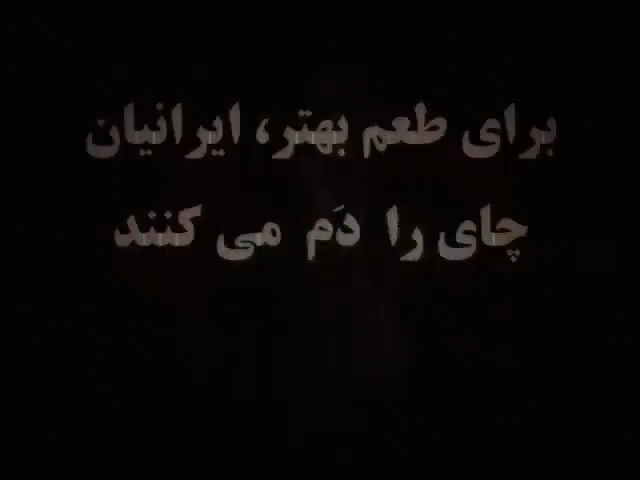 برای طعم بهتر، ایرانیان
چای را دَم می کنند